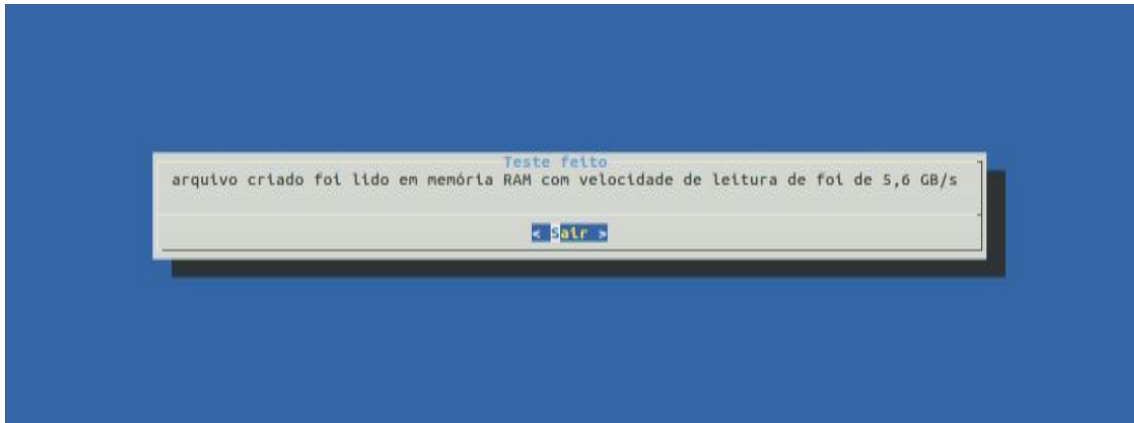 Teste feito
arquivo criado foi lido em memória RAM com velocidade de leitura de foi de 5,6 GB/s
< Sair >